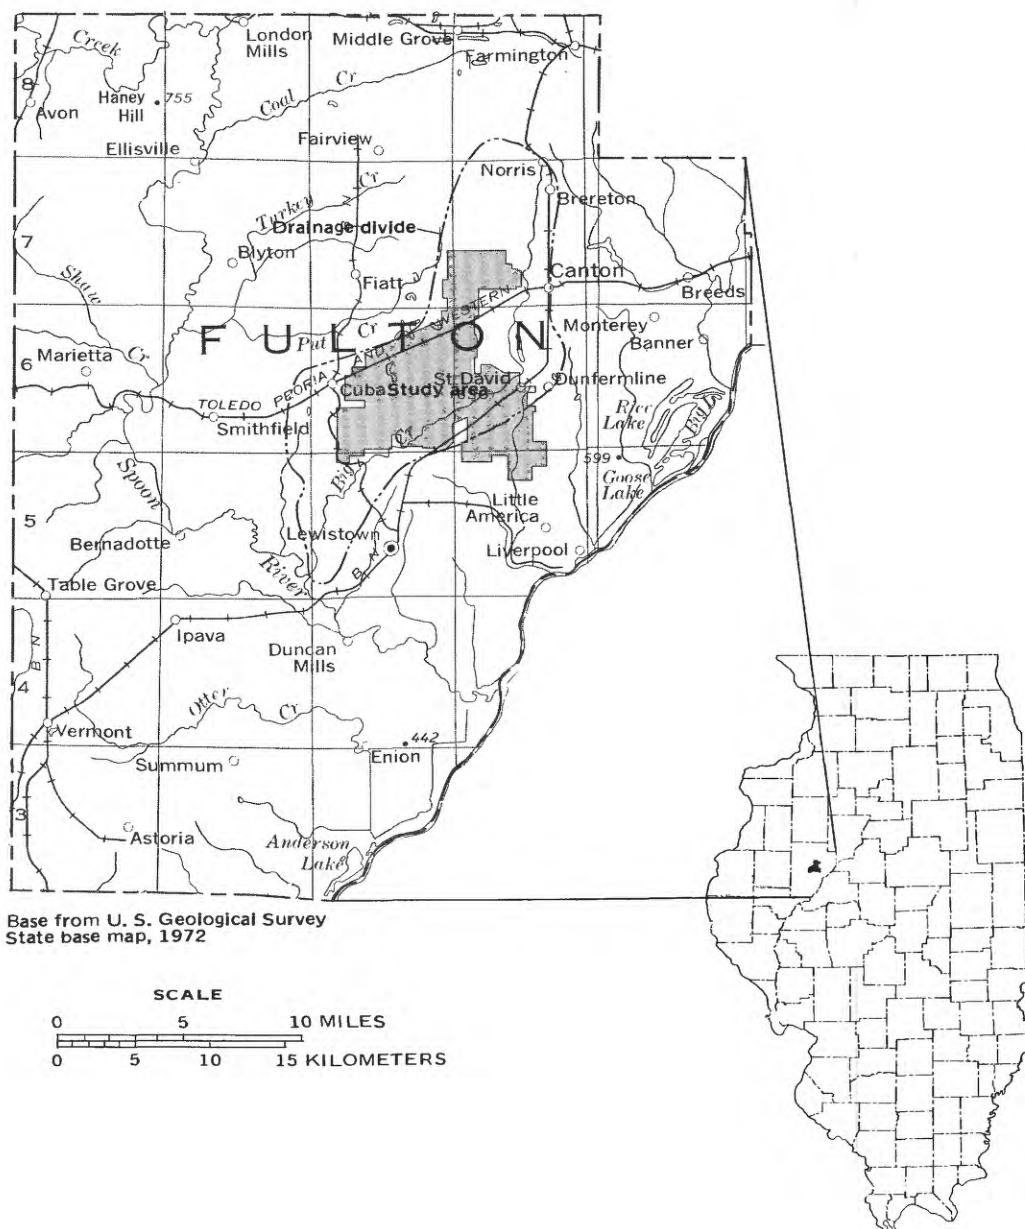 London
Mills
Middle Grove
Farmington
Creek
8
Haney
Hill
755
Avon
Coal
Cr
Fairview
Ellisville
Norris
Cr
Turkey
Brereton
Drainage divide
7
Blyton
Shaw
Fiatt
Canton
Breeds
FULTON
Put
Cr
Monterey
Banner
Marietta
Cr
6
TOLEDO PEORIA AND WESTERN
Cuba
Study area
St David
Dunfermline
Smithfield
Rice
Lake
Big L
Big
Cr
599
Goose
Lake
Spoon
5
Little
America
Lewistown
Bernadotte
Liverpool
River
B N
Table Grove
Ipava
Duncan
Mills
B N
4
Otter
Cr
Vermont
442
Enion
Summum
3
Astoria
Anderson
Lake
Base from U. S. Geological Survey
State base map, 1972
SCALE
0 5 10 MILES
0 5 10 15 KILOMETERS